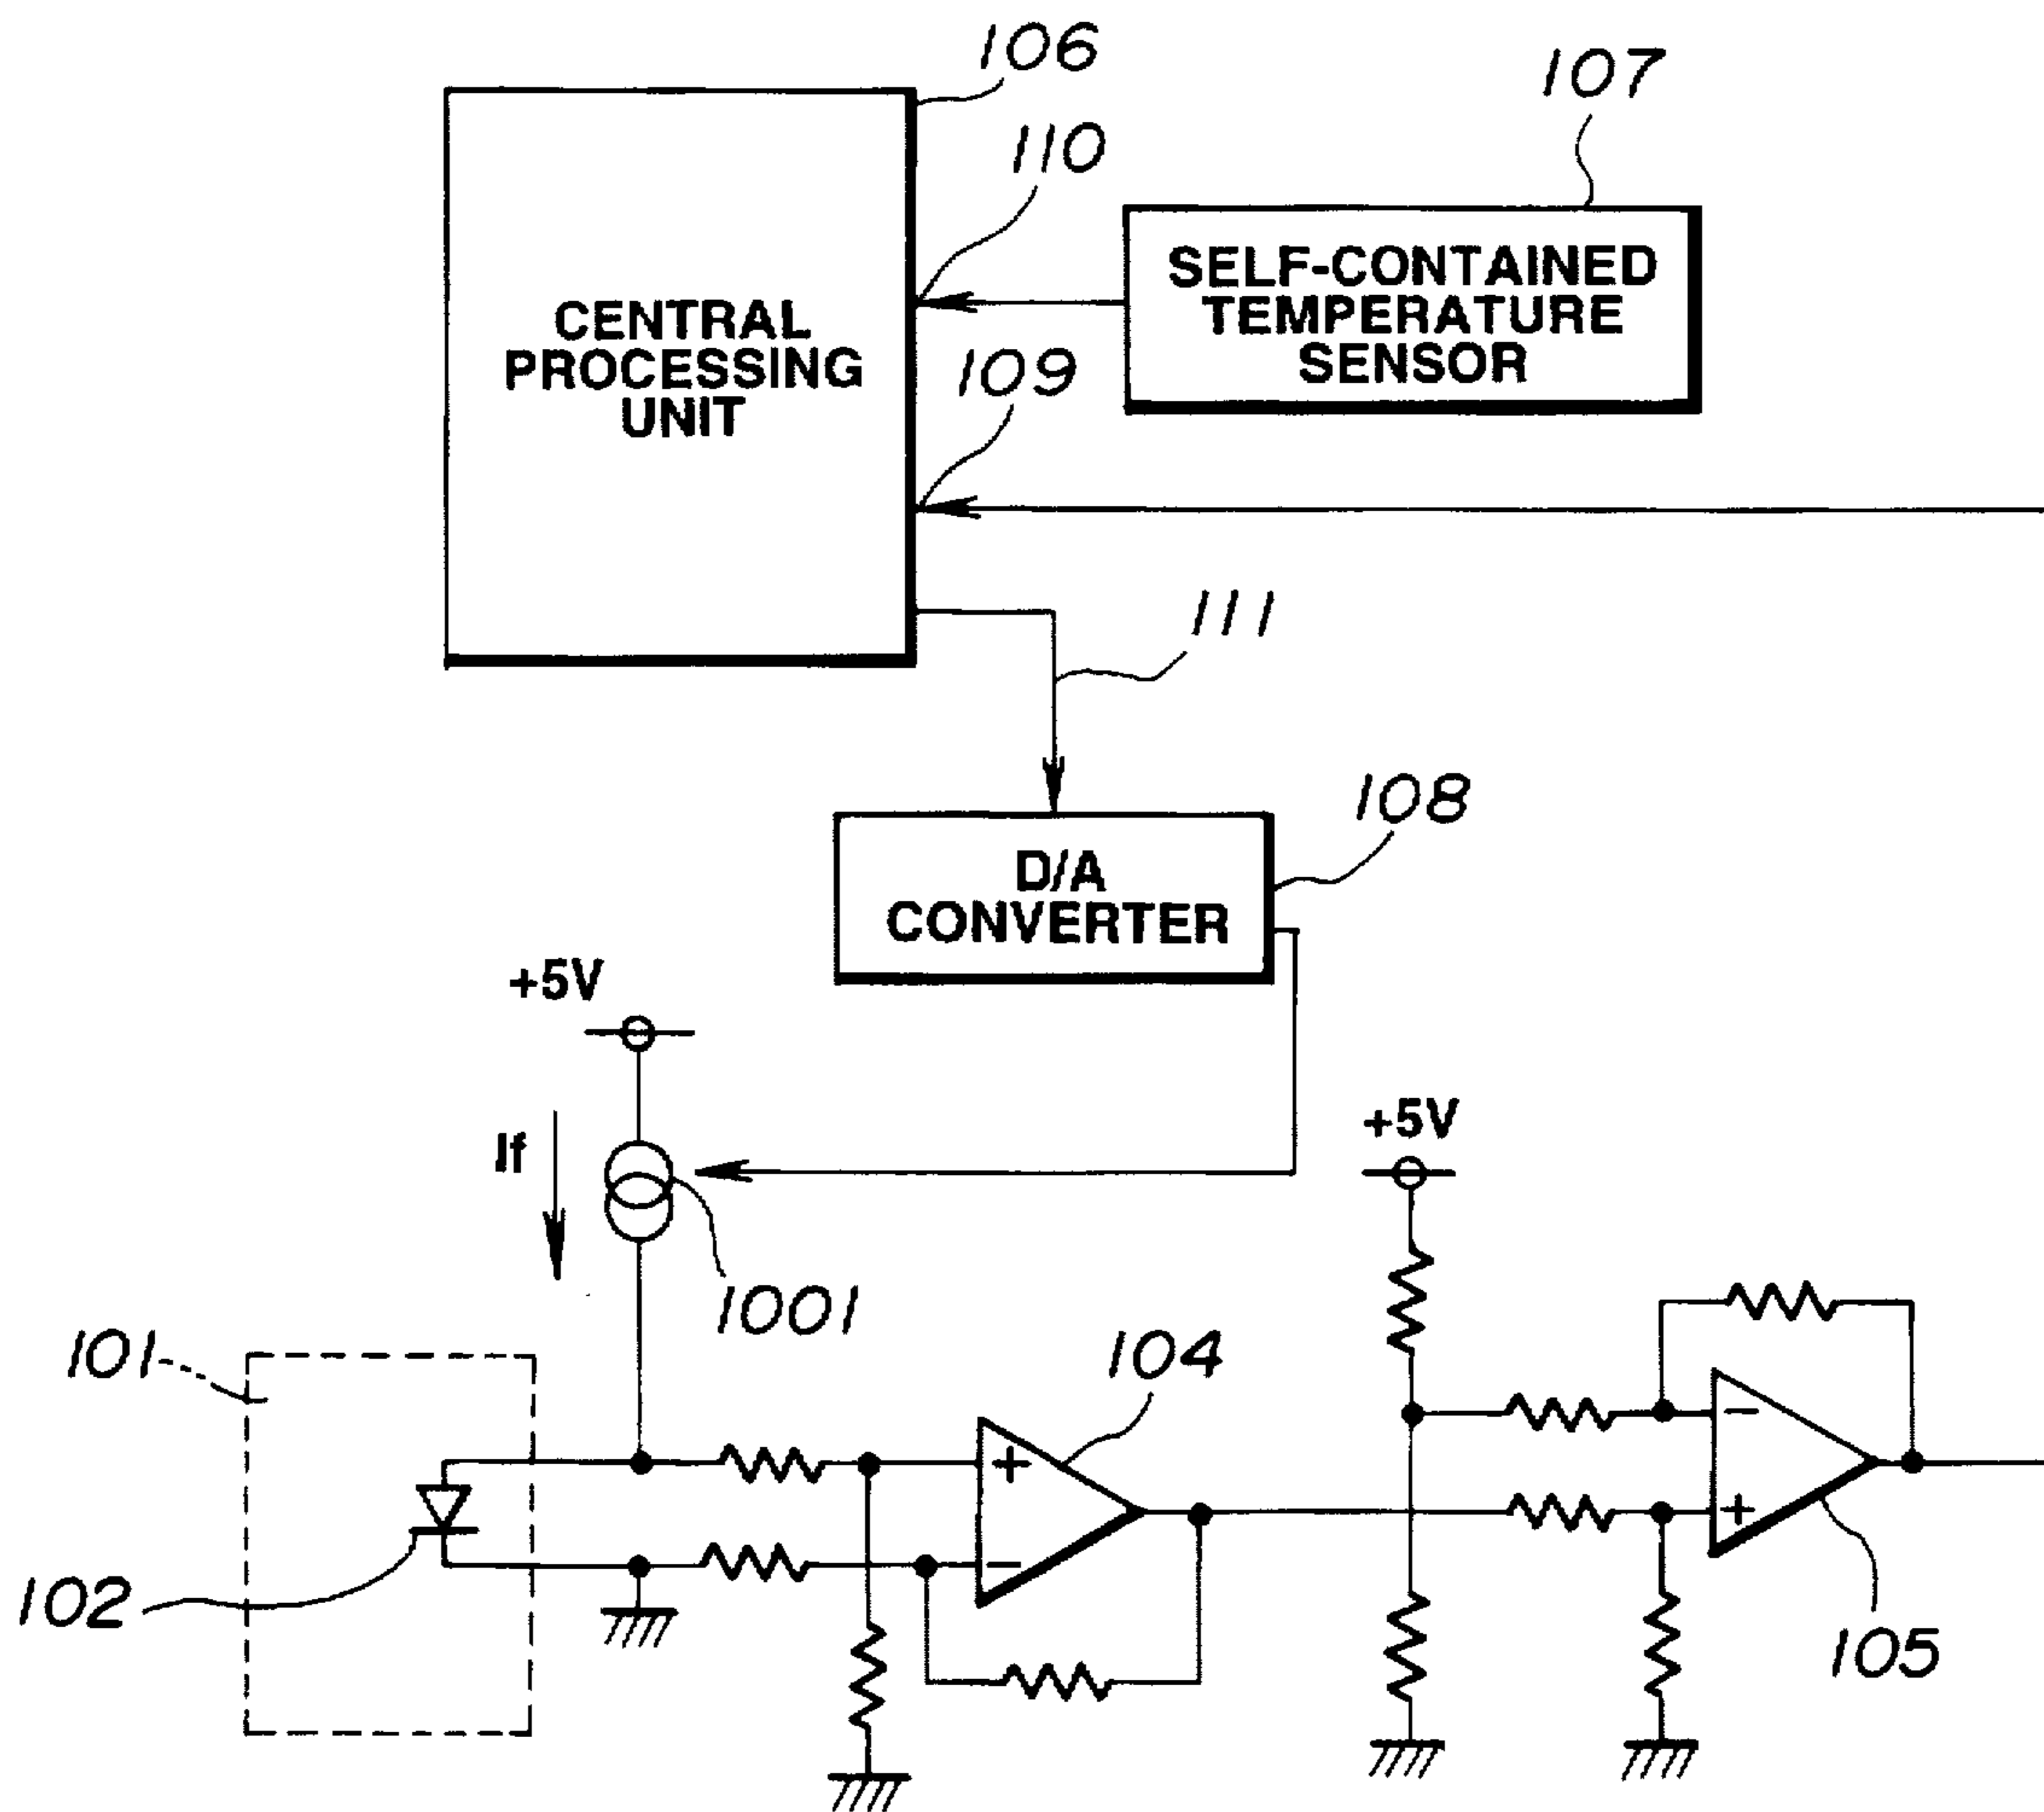 106
107
110
SELF-CONTAINED
TEMPERATURE
SENSOR
CENTRAL
PROCESSING
UNIT
109
111
108
D/A
CONVERTER
+5V
+5V
If
1001
101
104
+
−
−
+
102
105